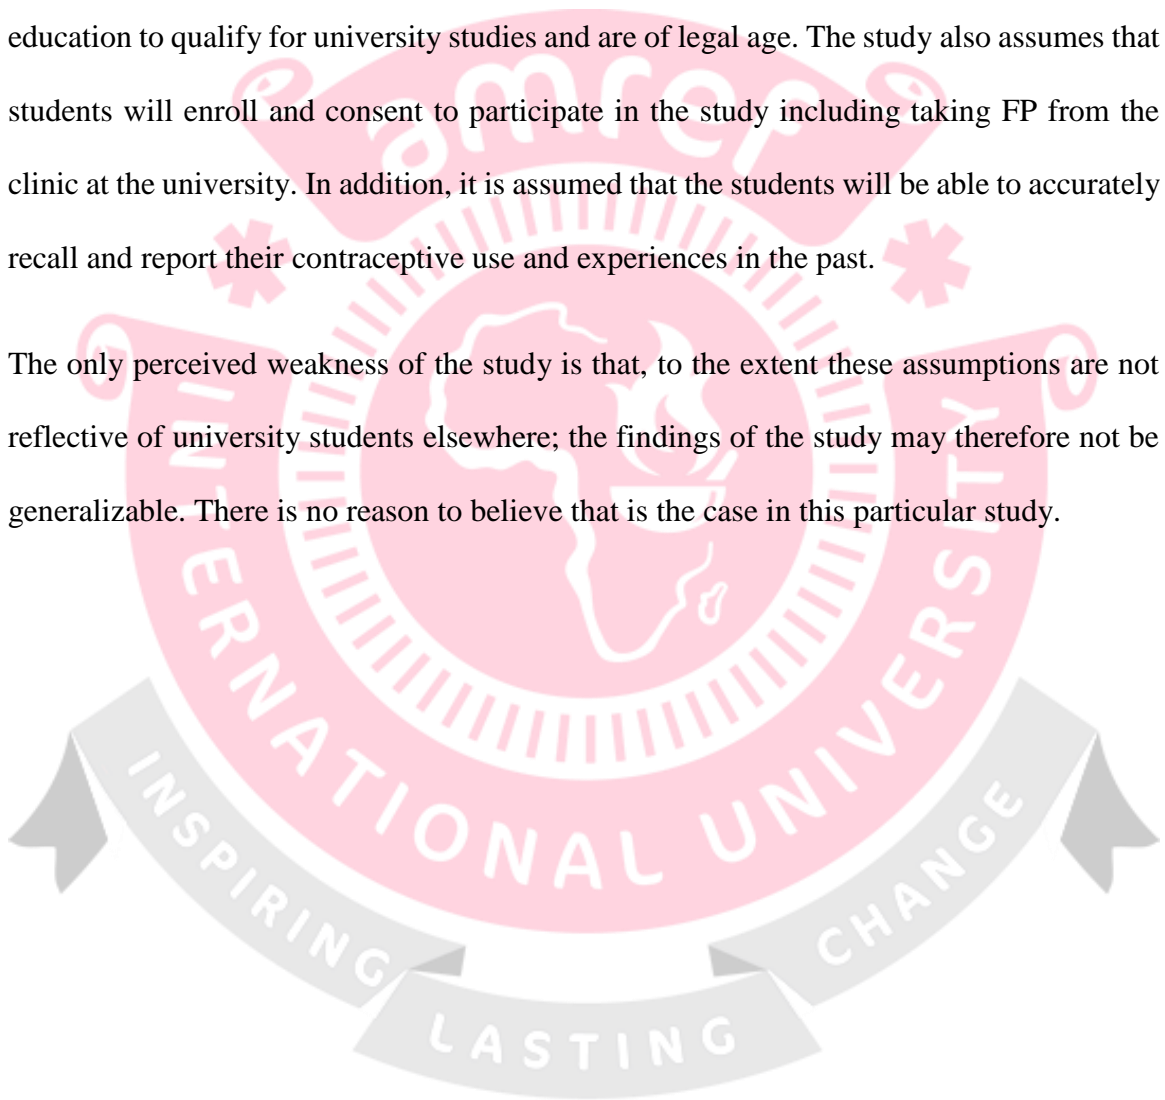 education to qualify for university studies and are of legal age. The study also assumes that
students will enroll and consent to participate in the study including taking FP from the
clinic at the university. In addition, it is assumed that the students will be able to accurately
recall and report their contraceptive use and experiences in the past.
The only perceived weakness of the study is that, to the extent these assumptions are not
reflective of university students elsewhere; the findings of the study may therefore not be
generalizable. There is no reason to believe that is the case in this particular study.
amref
INTERNATIONAL UNIVERSITY
INSPIRING
LASTING
CHANGE